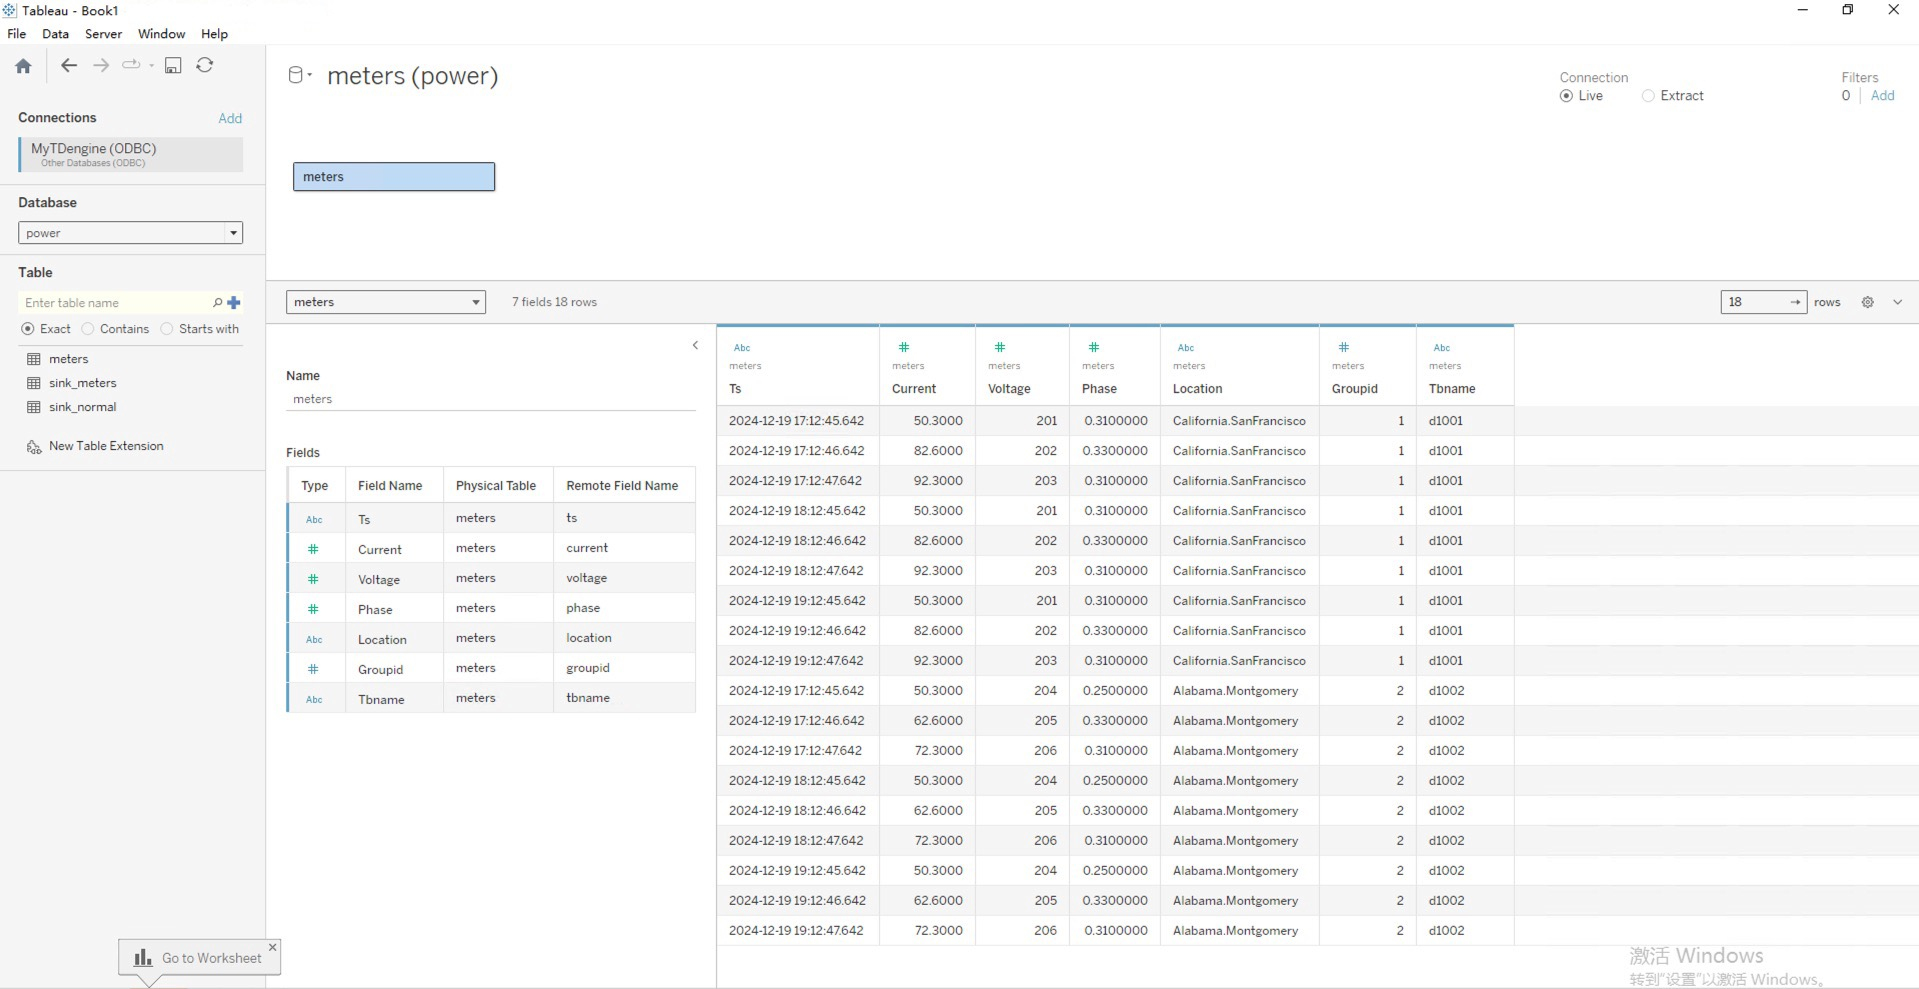 Tableau - Book1
File Data Server Window Help
Connections Add
MyTDengine (ODBC)
Other Databases (ODBC)
Database
power
Table
Enter table name
Exact Contains Starts with
meters
sink_meters
sink_normal
New Table Extension
Go to Worksheet
meters (power)
Connection
Live Extract
Filters
0 Add
meters
meters 7 fields 18 rows 18 rows
Name
meters
Fields
Type Field Name Physical Table Remote Field Name
Abc Ts meters ts
# Current meters current
# Voltage meters voltage
# Phase meters phase
Abc Location meters location
# Groupid meters groupid
Abc Tbname meters tbname
Abc # # # Abc # Abc
meters meters meters meters meters meters meters
Ts Current Voltage Phase Location Groupid Tbname
2024-12-19 17:12:45.642 50.3000 201 0.3100000 California.SanFrancisco 1 d1001
2024-12-19 17:12:46.642 82.6000 202 0.3300000 California.SanFrancisco 1 d1001
2024-12-19 17:12:47.642 92.3000 203 0.3100000 California.SanFrancisco 1 d1001
2024-12-19 18:12:45.642 50.3000 201 0.3100000 California.SanFrancisco 1 d1001
2024-12-19 18:12:46.642 82.6000 202 0.3300000 California.SanFrancisco 1 d1001
2024-12-19 18:12:47.642 92.3000 203 0.3100000 California.SanFrancisco 1 d1001
2024-12-19 19:12:45.642 50.3000 201 0.3100000 California.SanFrancisco 1 d1001
2024-12-19 19:12:46.642 82.6000 202 0.3300000 California.SanFrancisco 1 d1001
2024-12-19 19:12:47.642 92.3000 203 0.3100000 California.SanFrancisco 1 d1001
2024-12-19 17:12:45.642 50.3000 204 0.2500000 Alabama.Montgomery 2 d1002
2024-12-19 17:12:46.642 62.6000 205 0.3300000 Alabama.Montgomery 2 d1002
2024-12-19 17:12:47.642 72.3000 206 0.3100000 Alabama.Montgomery 2 d1002
2024-12-19 18:12:45.642 50.3000 204 0.2500000 Alabama.Montgomery 2 d1002
2024-12-19 18:12:46.642 62.6000 205 0.3300000 Alabama.Montgomery 2 d1002
2024-12-19 18:12:47.642 72.3000 206 0.3100000 Alabama.Montgomery 2 d1002
2024-12-19 19:12:45.642 50.3000 204 0.2500000 Alabama.Montgomery 2 d1002
2024-12-19 19:12:46.642 62.6000 205 0.3300000 Alabama.Montgomery 2 d1002
2024-12-19 19:12:47.642 72.3000 206 0.3100000 Alabama.Montgomery 2 d1002
激活 Windows
转到"设置"以激活 Windows。